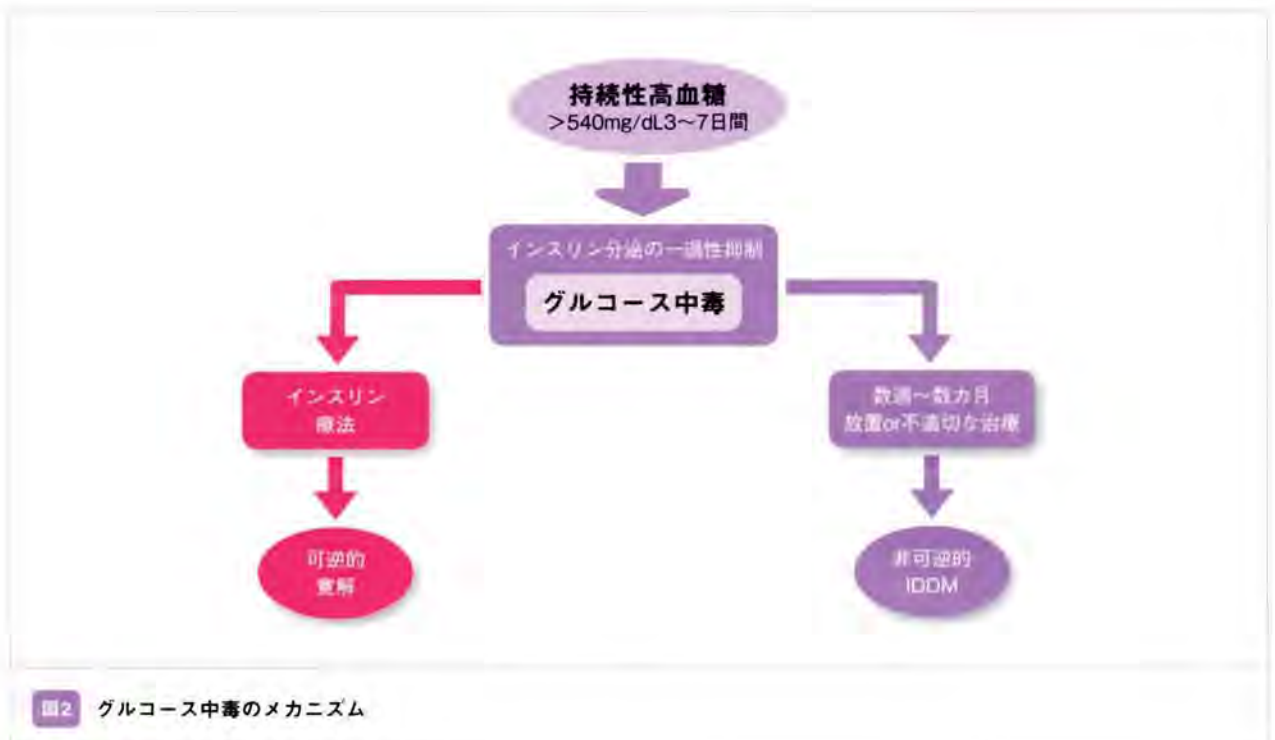 持続性高血糖
>540mg/dL3〜7日間
インスリン分泌の一過性抑制
グルコース中毒
インスリン
療法
数週〜数カ月
放置or不適切な治療
可逆的
寛解
非可逆的
IDDM
図2 グルコース中毒のメカニズム